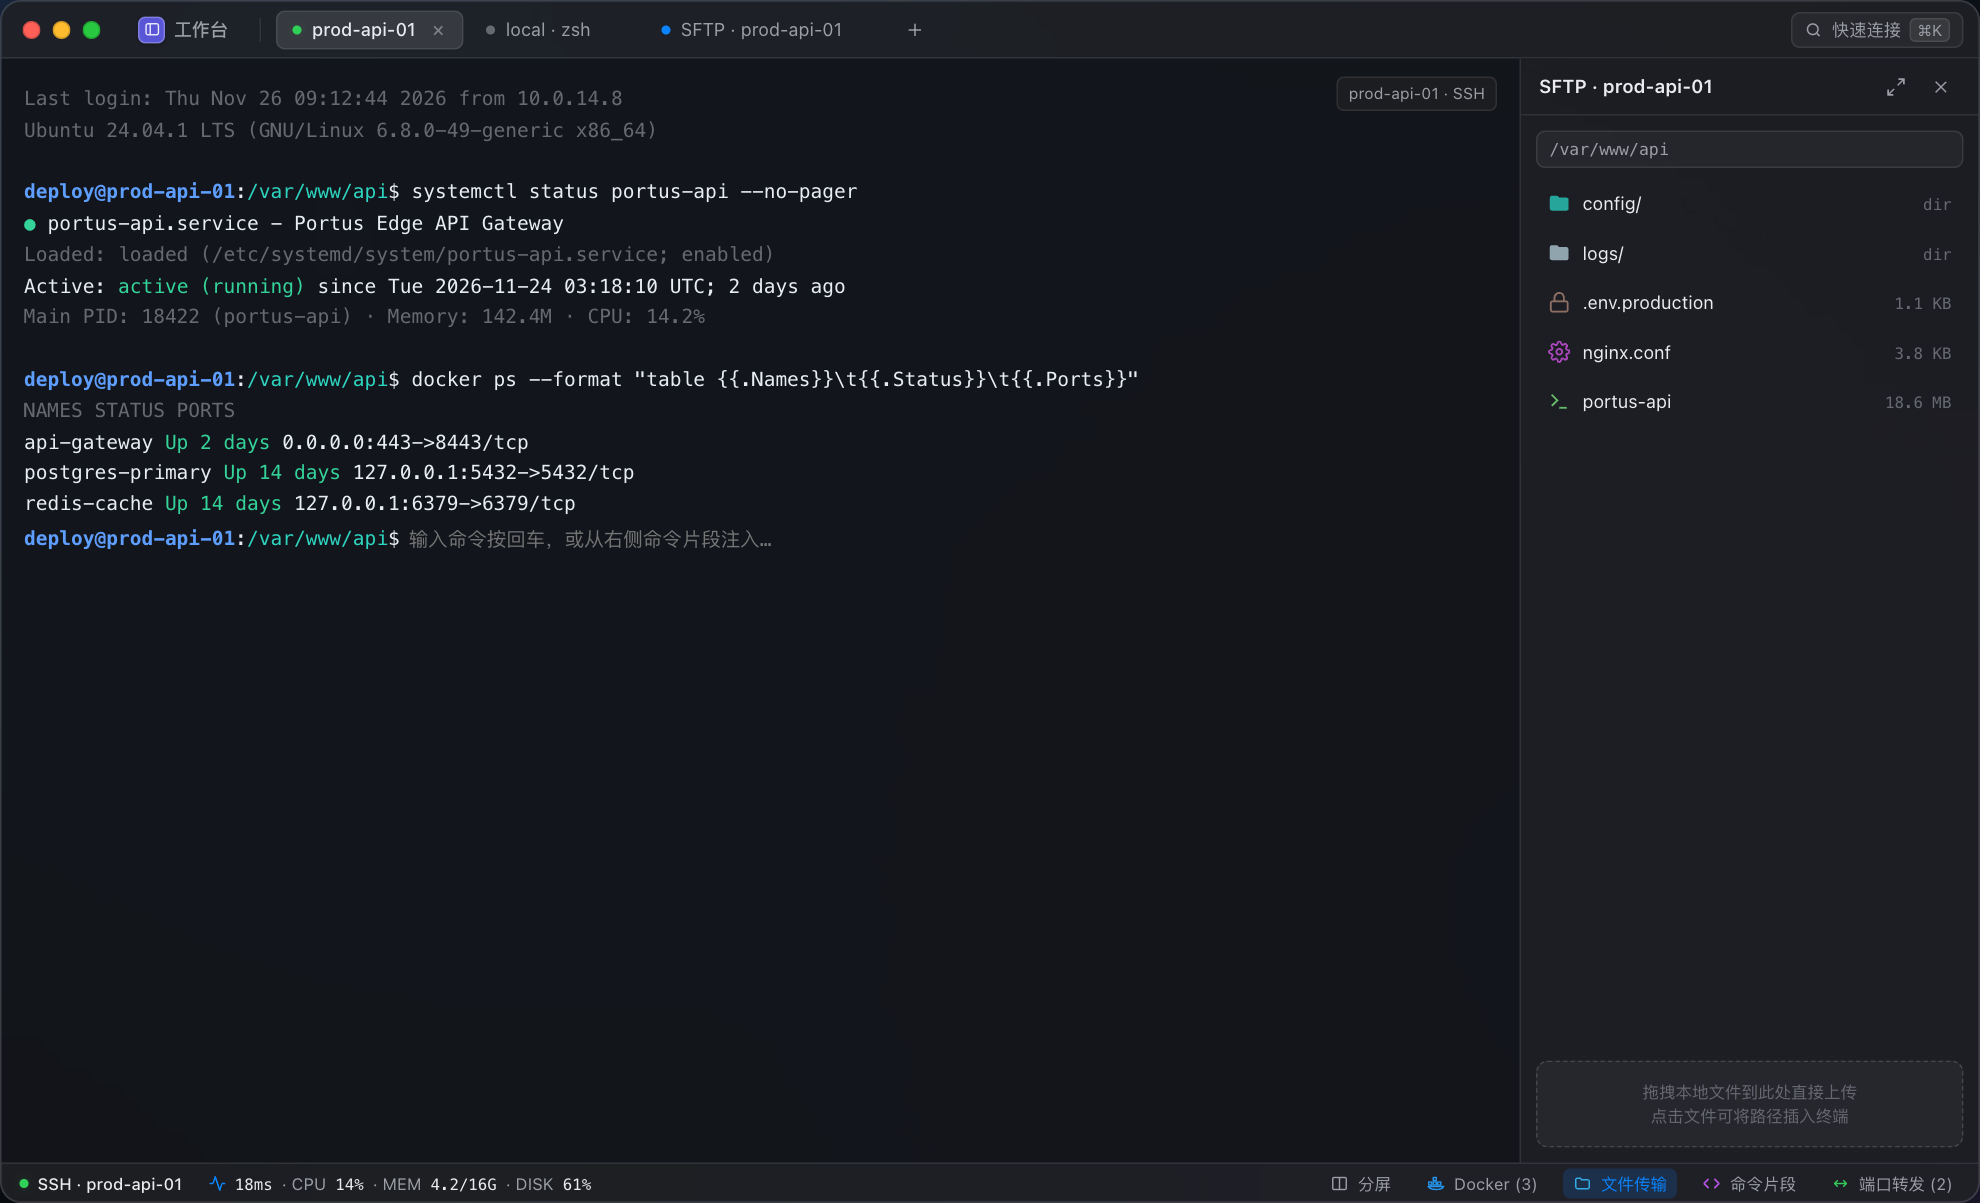 工作台
prod-api-01 ×
local · zsh
SFTP · prod-api-01
+
快速连接 ⌘K
Last login: Thu Nov 26 09:12:44 2026 from 10.0.14.8
prod-api-01 · SSH
Ubuntu 24.04.1 LTS (GNU/Linux 6.8.0-49-generic x86_64)
deploy@prod-api-01:/var/www/api$ systemctl status portus-api --no-pager
● portus-api.service - Portus Edge API Gateway
Loaded: loaded (/etc/systemd/system/portus-api.service; enabled)
Active: active (running) since Tue 2026-11-24 03:18:10 UTC; 2 days ago
Main PID: 18422 (portus-api) · Memory: 142.4M · CPU: 14.2%
deploy@prod-api-01:/var/www/api$ docker ps --format "table {{.Names}}\t{{.Status}}\t{{.Ports}}"
NAMES STATUS PORTS
api-gateway Up 2 days 0.0.0.0:443->8443/tcp
postgres-primary Up 14 days 127.0.0.1:5432->5432/tcp
redis-cache Up 14 days 127.0.0.1:6379->6379/tcp
deploy@prod-api-01:/var/www/api$ 输入命令按回车，或从右侧命令片段注入…
SFTP · prod-api-01
/var/www/api
config/ dir
logs/ dir
.env.production 1.1 KB
nginx.conf 3.8 KB
portus-api 18.6 MB
拖拽本地文件到此处直接上传
点击文件可将路径插入终端
SSH · prod-api-01 18ms · CPU 14% · MEM 4.2/16G · DISK 61%
分屏
Docker (3)
文件传输
命令片段
端口转发 (2)